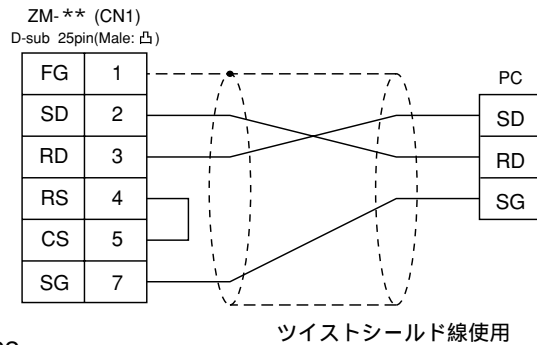 ZM-** (CN1)
D-sub 25pin(Male: 凸)
FG 1
SD 2
RD 3
RS 4
CS 5
SG 7
PC
SD
RD
SG
ツイストシールド線使用